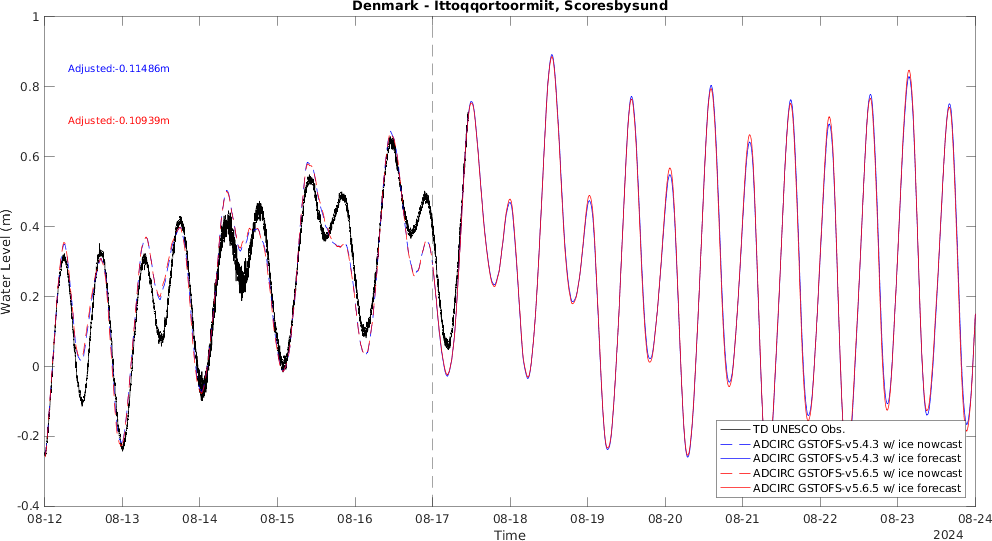 Denmark - Ittoqqortoormiit, Scoresbysund
1
0.8
0.6
0.4
0.2
0
-0.2
-0.4
Water Level (m)
Adjusted:-0.11486m
Adjusted:-0.10939m
TD UNESCO Obs.
ADCIRC GSTOFS-v5.4.3 w/ ice nowcast
ADCIRC GSTOFS-v5.4.3 w/ ice forecast
ADCIRC GSTOFS-v5.6.5 w/ ice nowcast
ADCIRC GSTOFS-v5.6.5 w/ ice forecast
08-12 08-13 08-14 08-15 08-16 08-17 08-18 08-19 08-20 08-21 08-22 08-23 08-24
Time
2024